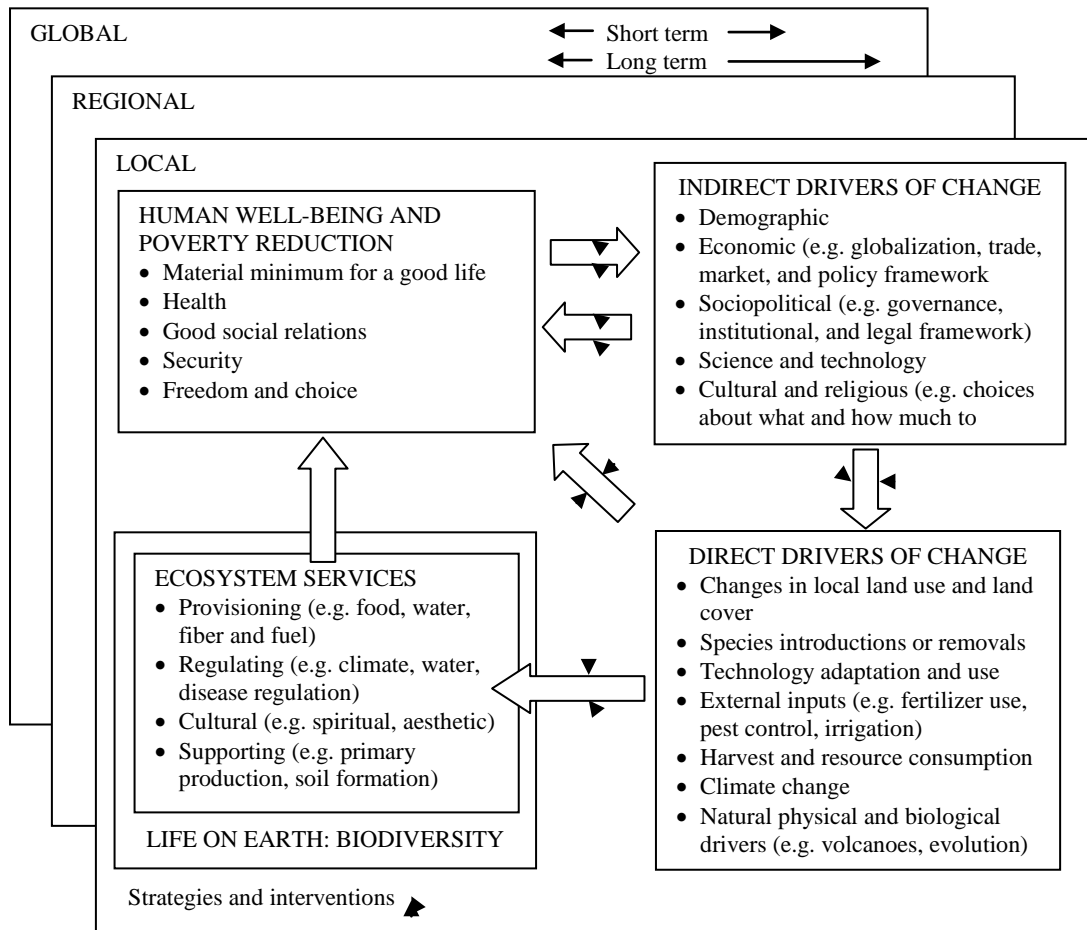 GLOBAL
Short term
Long term
REGIONAL
LOCAL
HUMAN WELL-BEING AND
POVERTY REDUCTION
• Material minimum for a good life
• Health
• Good social relations
• Security
• Freedom and choice
INDIRECT DRIVERS OF CHANGE
• Demographic
• Economic (e.g. globalization, trade,
market, and policy framework
• Sociopolitical (e.g. governance,
institutional, and legal framework)
• Science and technology
• Cultural and religious (e.g. choices
about what and how much to
ECOSYSTEM SERVICES
• Provisioning (e.g. food, water,
fiber and fuel)
• Regulating (e.g. climate, water,
disease regulation)
• Cultural (e.g. spiritual, aesthetic)
• Supporting (e.g. primary
production, soil formation)
LIFE ON EARTH: BIODIVERSITY
DIRECT DRIVERS OF CHANGE
• Changes in local land use and land
cover
• Species introductions or removals
• Technology adaptation and use
• External inputs (e.g. fertilizer use,
pest control, irrigation)
• Harvest and resource consumption
• Climate change
• Natural physical and biological
drivers (e.g. volcanoes, evolution)
Strategies and interventions